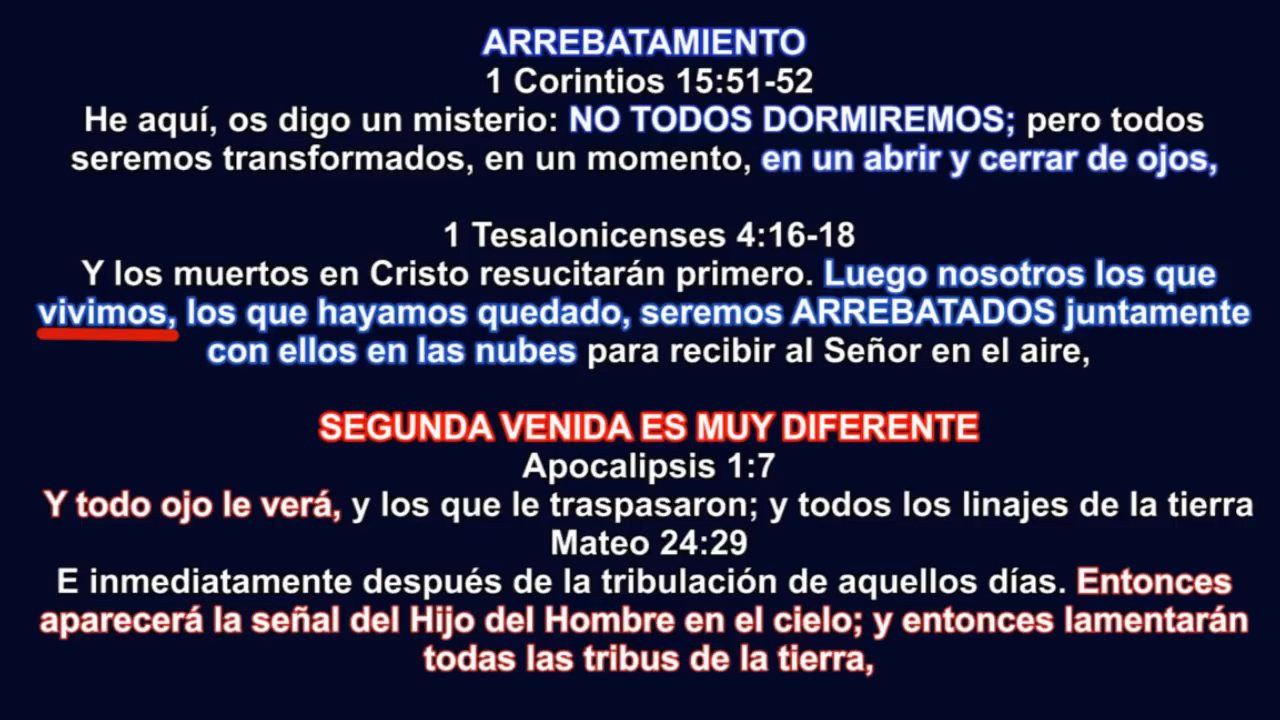 ARREBATAMIENTO
1 Corintios 15:51-52
He aquí, os digo un misterio: NO TODOS DORMIREMOS; pero todos
seremos transformados, en un momento, en un abrir y cerrar de ojos,
1 Tesalonicenses 4:16-18
Y los muertos en Cristo resucitarán primero. Luego nosotros los que
vivimos, los que hayamos quedado, seremos ARREBATADOS juntamente
con ellos en las nubes para recibir al Señor en el aire,
SEGUNDA VENIDA ES MUY DIFERENTE
Apocalipsis 1:7
Y todo ojo le verá, y los que le traspasaron; y todos los linajes de la tierra
Mateo 24:29
E inmediatamente después de la tribulación de aquellos días. Entonces
aparecerá la señal del Hijo del Hombre en el cielo; y entonces lamentarán
todas las tribus de la tierra,